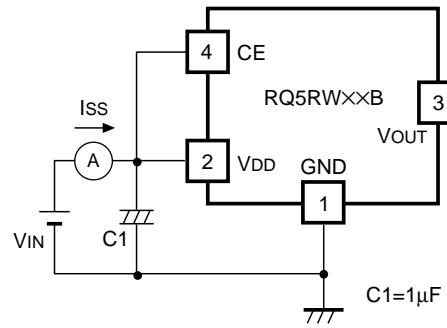 4 CE
RQ5RW××B
3
VOUT
ISS
A
2 VDD
GND
1
VIN
C1
C1=1μF